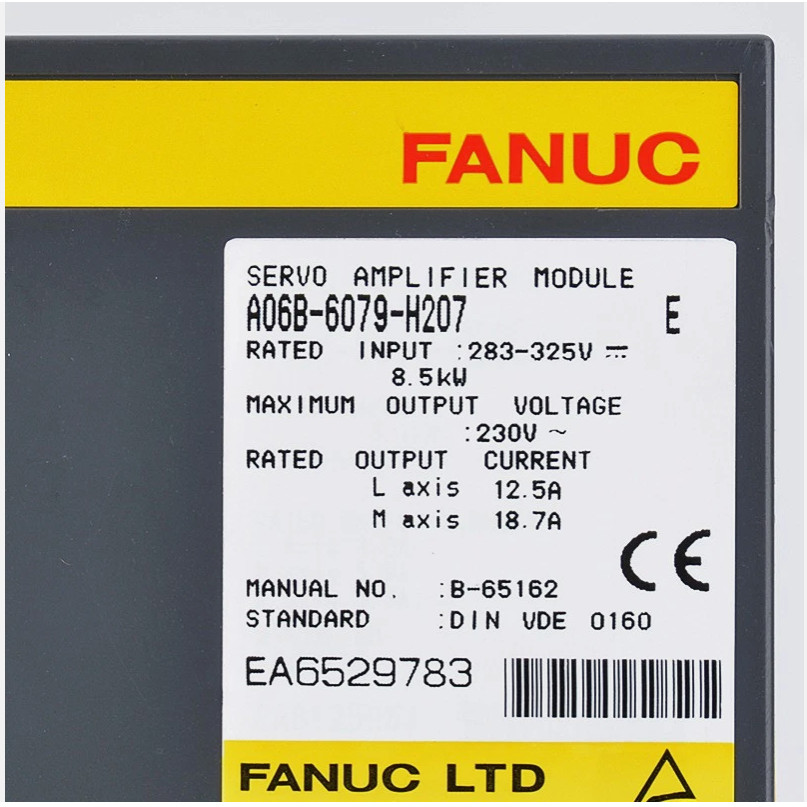 FANUC
SERVO AMPLIFIER MODULE
A06B-6079-H207 E
RATED INPUT :283-325V ⎓
8.5kW
MAXIMUM OUTPUT VOLTAGE
:230V ~
RATED OUTPUT CURRENT
L axis 12.5A
M axis 18.7A
CE
MANUAL NO. :B-65162
STANDARD :DIN VDE 0160
EA6529783
FANUC LTD